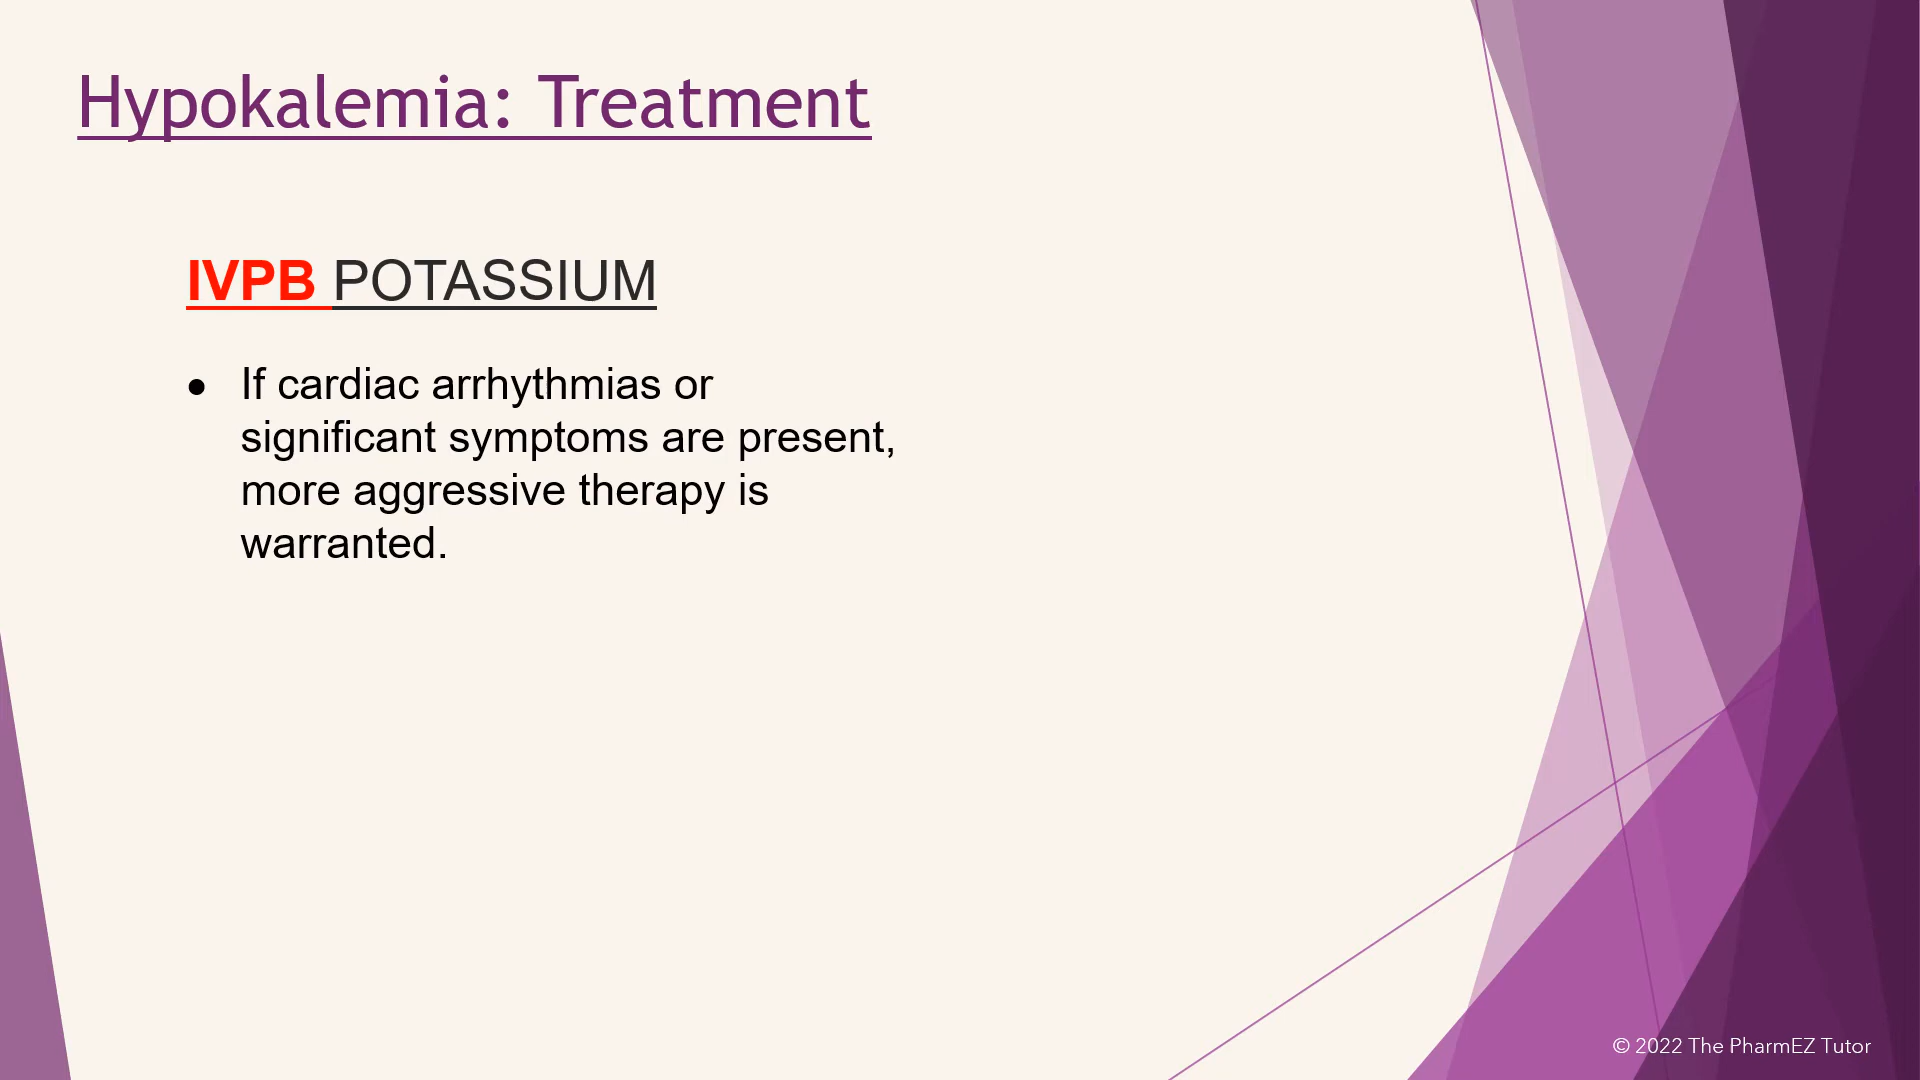 Hypokalemia: Treatment
IVPB POTASSIUM
● If cardiac arrhythmias or
significant symptoms are present,
more aggressive therapy is
warranted.
© 2022 The PharmEZ Tutor